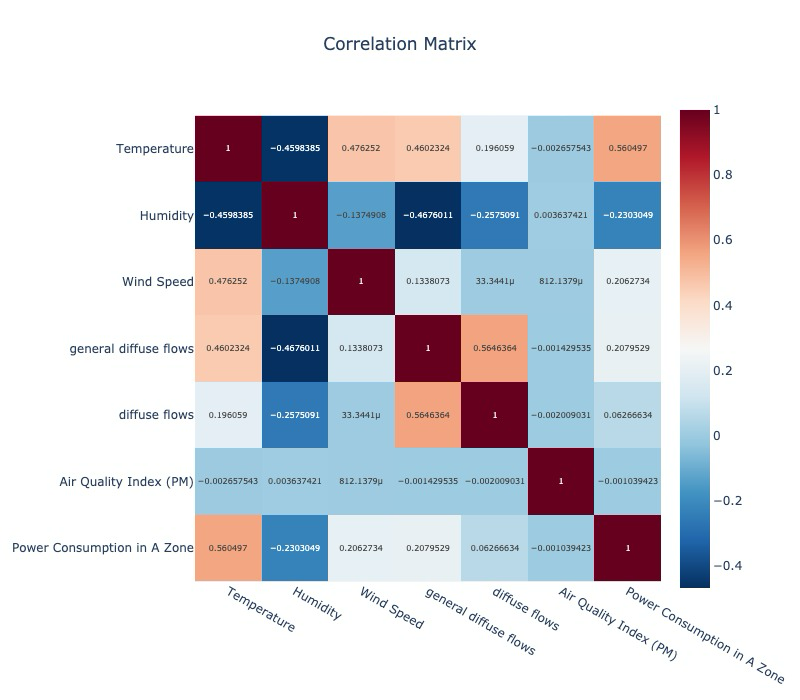 Correlation Matrix
Temperature 1 −0.4598385 0.476252 0.4602324 0.196059 −0.002657543 0.560497
Humidity −0.4598385 1 −0.1374908 −0.4676011 −0.2575091 0.003637421 −0.2303049
Wind Speed 0.476252 −0.1374908 1 0.1338073 33.3441μ 812.1379μ 0.2062734
general diffuse flows 0.4602324 −0.4676011 0.1338073 1 0.5646364 −0.001429535 0.2079529
diffuse flows 0.196059 −0.2575091 33.3441μ 0.5646364 1 −0.002009031 0.06266634
Air Quality Index (PM) −0.002657543 0.003637421 812.1379μ −0.001429535 −0.002009031 1 −0.001039423
Power Consumption in A Zone 0.560497 −0.2303049 0.2062734 0.2079529 0.06266634 −0.001039423 1
Temperature
Humidity
Wind Speed
general diffuse flows
diffuse flows
Air Quality Index (PM)
Power Consumption in A Zone
1
0.8
0.6
0.4
0.2
0
−0.2
−0.4